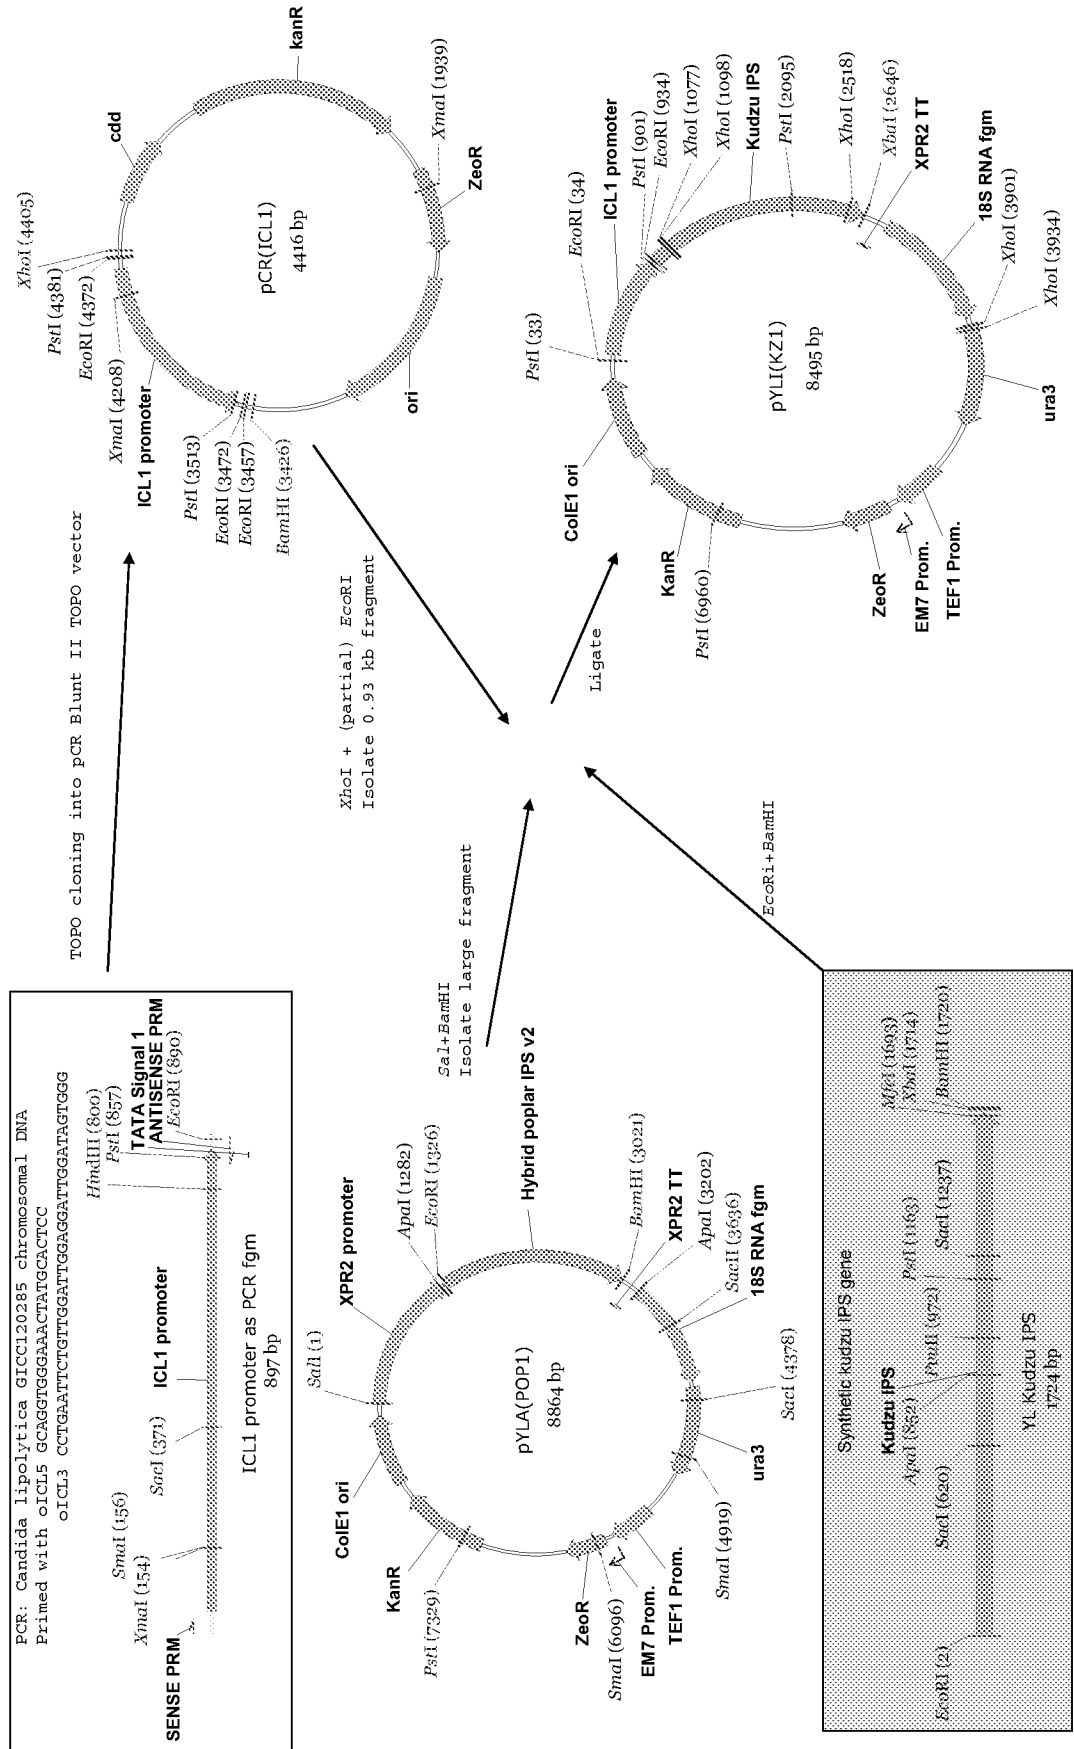 PCR: Candida lipolytica GICC120285 chromosomal DNA
Primed with oICL5 GCAGGTGGGAAACTATGCACTCC
oICL3 CCTGAATTCTGTTGGATTGGAGGATTGGATAGTGGG
SENSE PRM
XmaI (154)
SmaI (156)
SacI (371)
ICL1 promoter
HindIII (800)
PstI (857)
TATA Signal 1
ANTISENSE PRM
EcoRI (890)
ICL1 promoter as PCR fgm
897 bp
TOPO cloning into pCR Blunt II TOPO vector
XhoI (4405)
PstI (4381)
EcoRI (4372)
XmaI (4208)
ICL1 promoter
PstI (3513)
EcoRI (3472)
EcoRI (3457)
BamHI (3426)
cdd
kanR
XmaI (1939)
ZeoR
ori
pCR(ICL1)
4416 bp
XhoI + (partial) EcoRI
Isolate 0.93 kb fragment
SalI (1)
XPR2 promoter
ApaI (1282)
EcoRI (1326)
Hybrid poplar IPS v2
BamHI (3021)
XPR2 TT
ApaI (3202)
SacII (3636)
18S RNA fgm
SacI (4378)
ura3
SmaI (4919)
TEF1 Prom.
EM7 Prom.
SmaI (6096)
ZeoR
PstI (7329)
KanR
ColE1 ori
pYLA(POP1)
8864 bp
Sal+BamHI
Isolate large fragment
Ligate
PstI (33)
EcoRI (34)
ICL1 promoter
PstI (901)
EcoRI (934)
XhoI (1077)
XhoI (1098)
Kudzu IPS
PstI (2095)
XhoI (2518)
XbaI (2646)
XPR2 TT
18S RNA fgm
XhoI (3901)
XhoI (3934)
ura3
TEF1 Prom.
EM7 Prom.
ZeoR
PstI (6960)
KanR
ColE1 ori
pYLI(KZ1)
8495 bp
EcoRi+BamHI
Synthetic kudzu IPS gene
EcoRI (2)
SacI (620)
Kudzu IPS
ApaI (852)
PvuII (972)
PstI (1163)
SacI (1237)
MfeI (1693)
XbaI (1714)
BamHI (1720)
YL Kudzu IPS
1724 bp